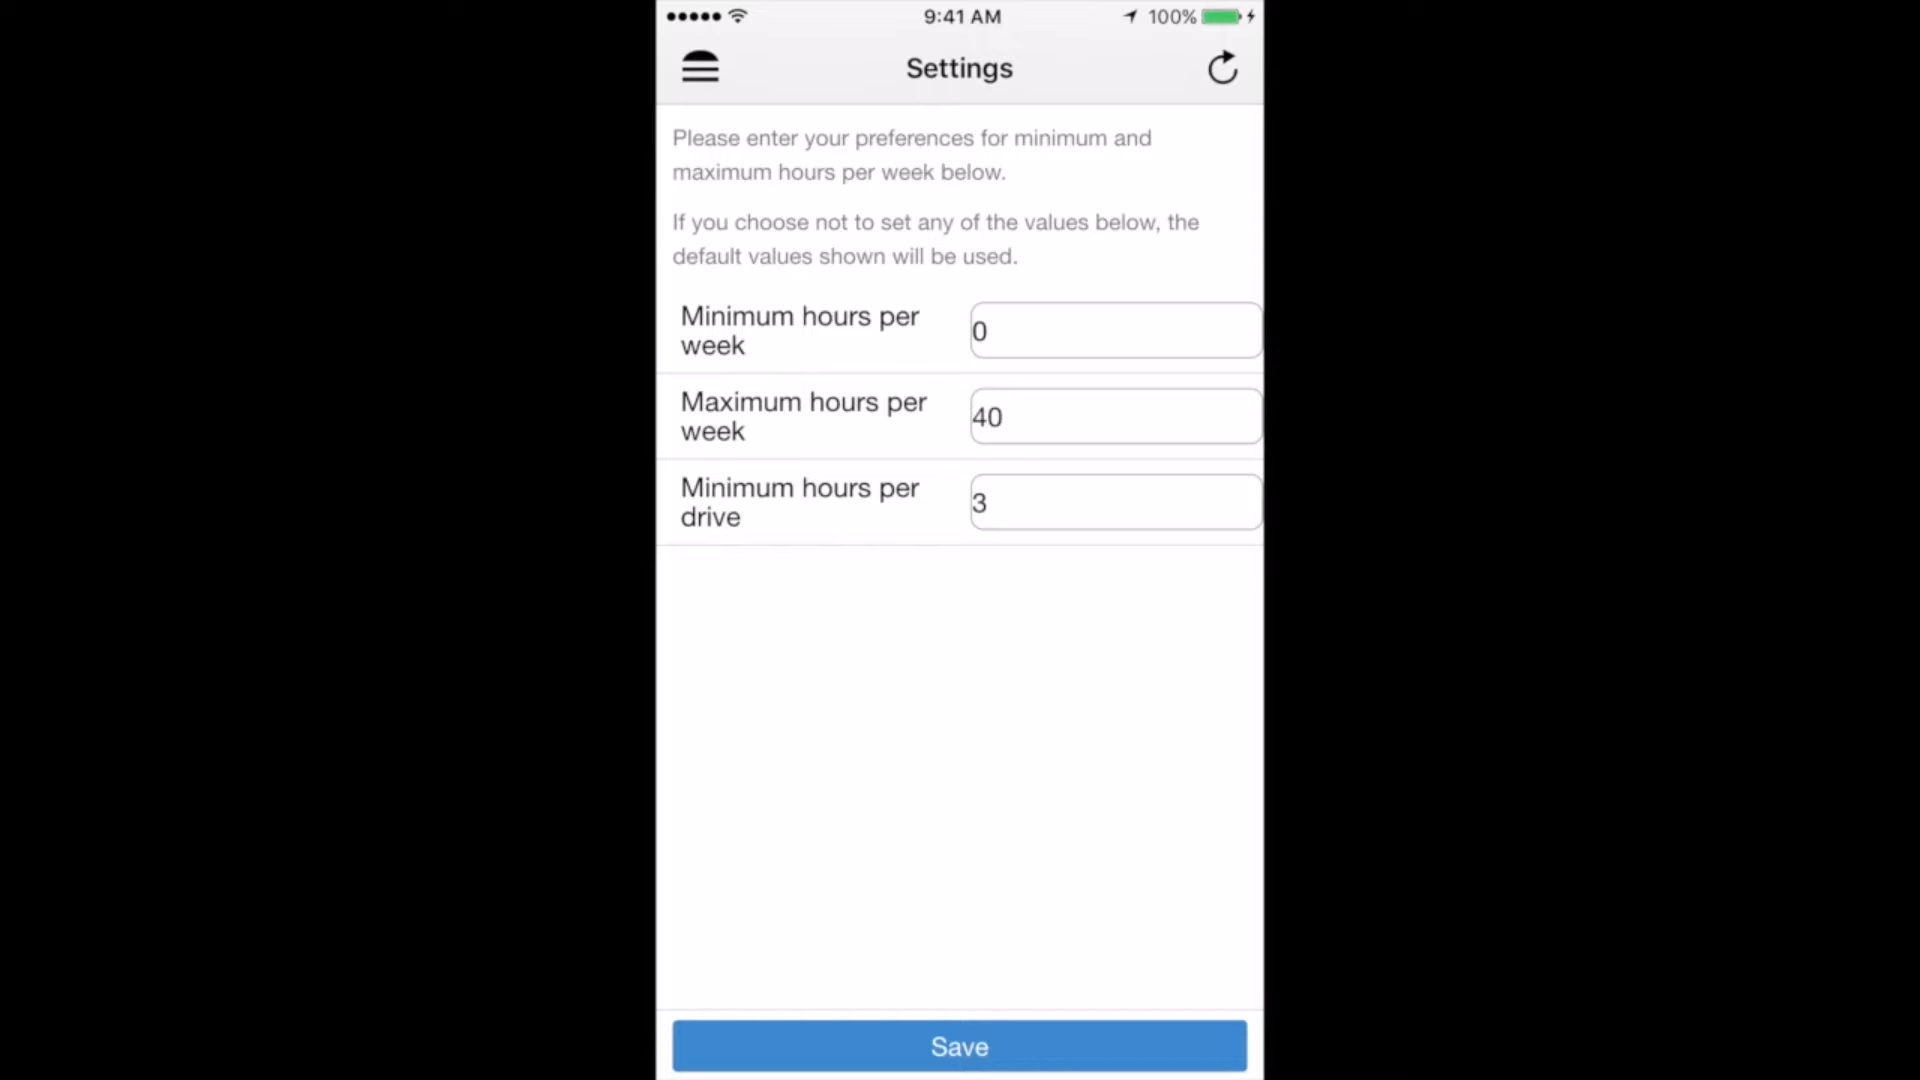 9:41 AM
100%
Settings
Please enter your preferences for minimum and
maximum hours per week below.
If you choose not to set any of the values below, the
default values shown will be used.
Minimum hours per
week
0
Maximum hours per
week
40
Minimum hours per
drive
3
Save